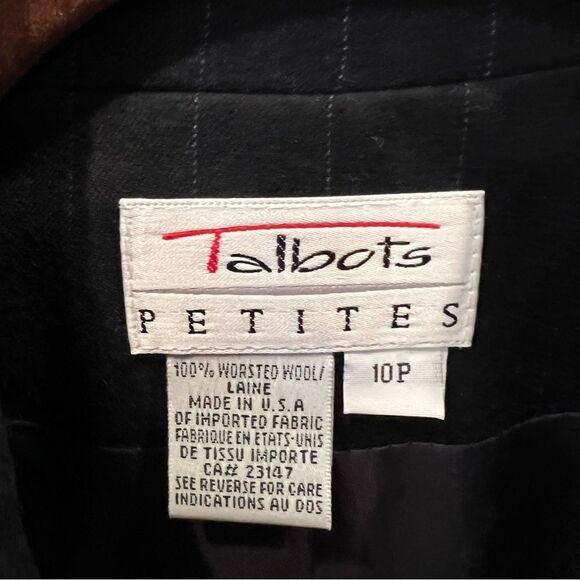 Talbots
PETITES
10P
100% WORSTED WOOL/
LAINE
MADE IN U.S.A
OF IMPORTED FABRIC
FABRIQUE EN ETATS-UNIS
DE TISSU IMPORTE
CA# 23147
SEE REVERSE FOR CARE
INDICATIONS AU DOS